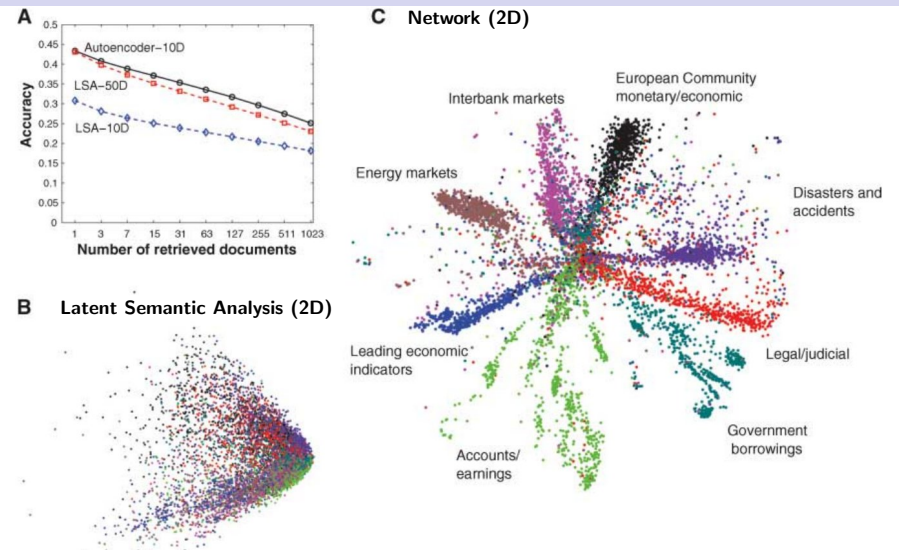 A
0.5
0.45
0.4
0.35
0.3
0.25
0.2
0.15
0.1
0.05
0
Accuracy
Autoencoder-10D
LSA-50D
LSA-10D
1 3 7 15 31 63 127 255 511 1023
Number of retrieved documents
B Latent Semantic Analysis (2D)
C Network (2D)
European Community
monetary/economic
Interbank markets
Energy markets
Disasters and
accidents
Leading economic
indicators
Legal/judicial
Government
borrowings
Accounts/
earnings